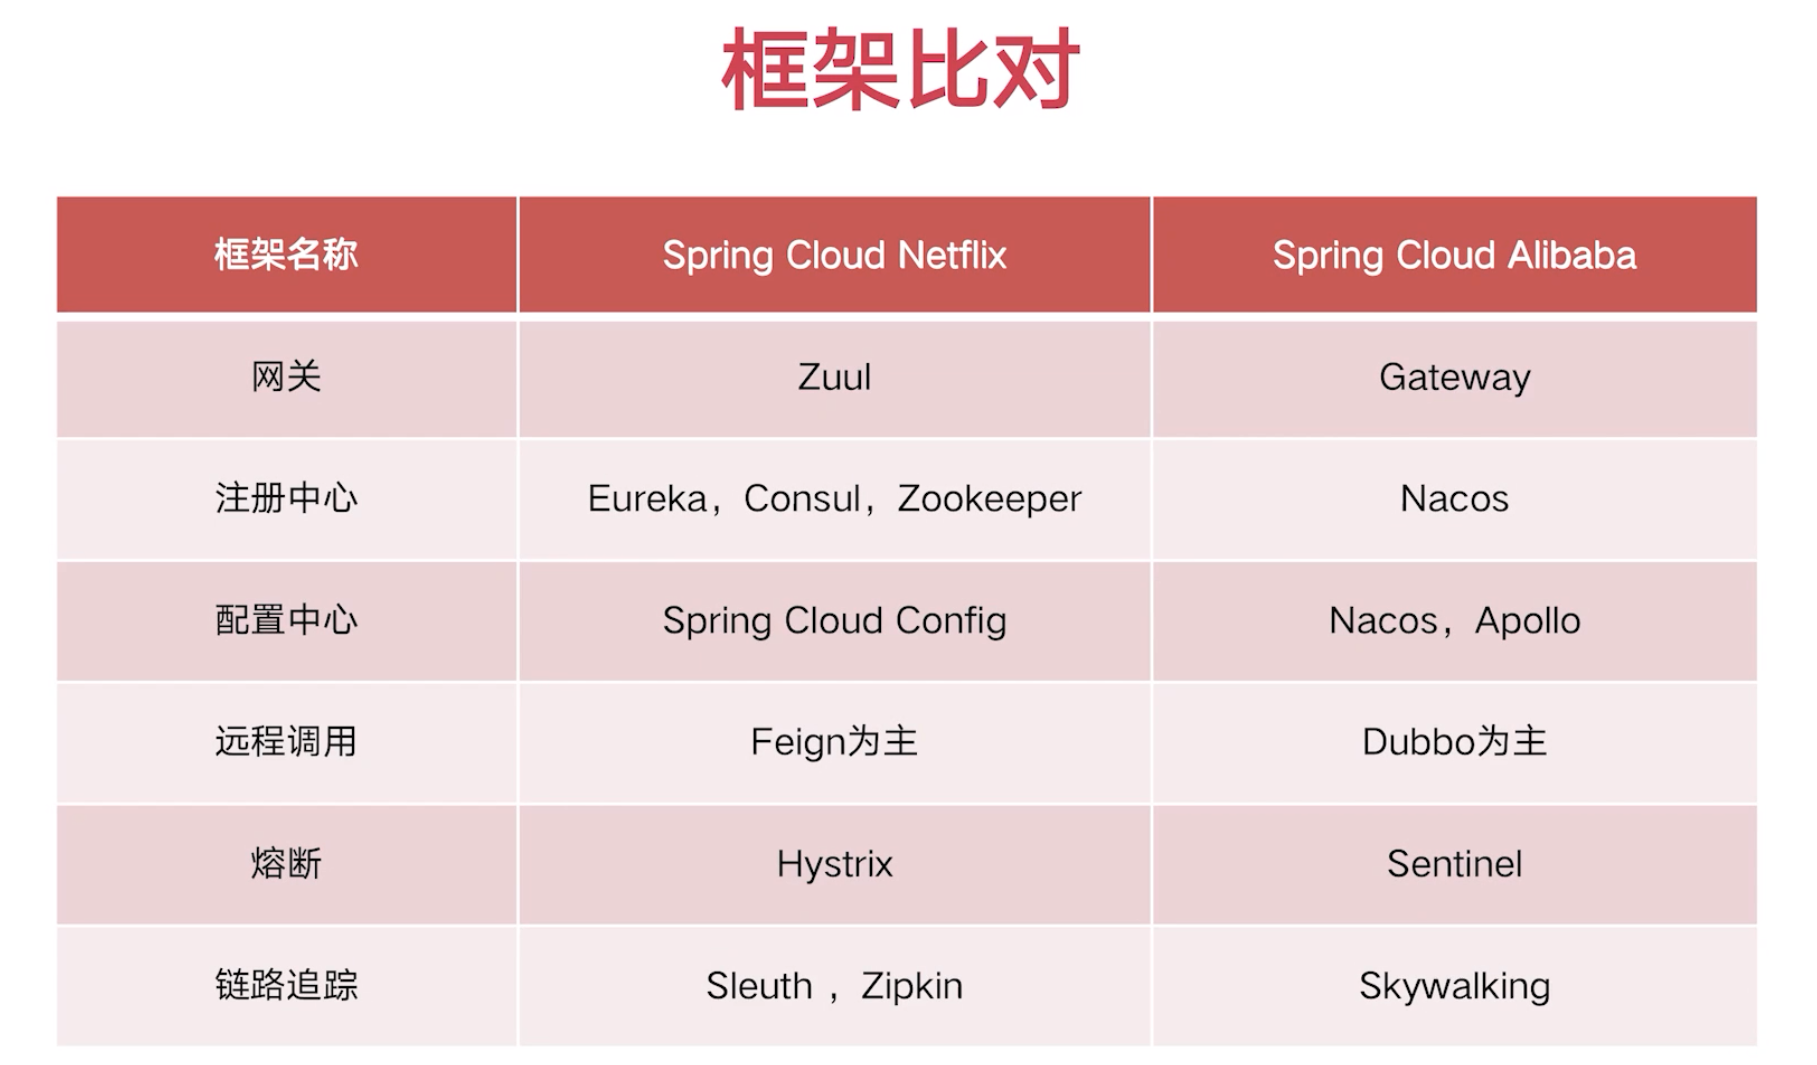 框架比对
框架名称 Spring Cloud Netflix Spring Cloud Alibaba
网关 Zuul Gateway
注册中心 Eureka，Consul，Zookeeper Nacos
配置中心 Spring Cloud Config Nacos，Apollo
远程调用 Feign为主 Dubbo为主
熔断 Hystrix Sentinel
链路追踪 Sleuth ，Zipkin Skywalking